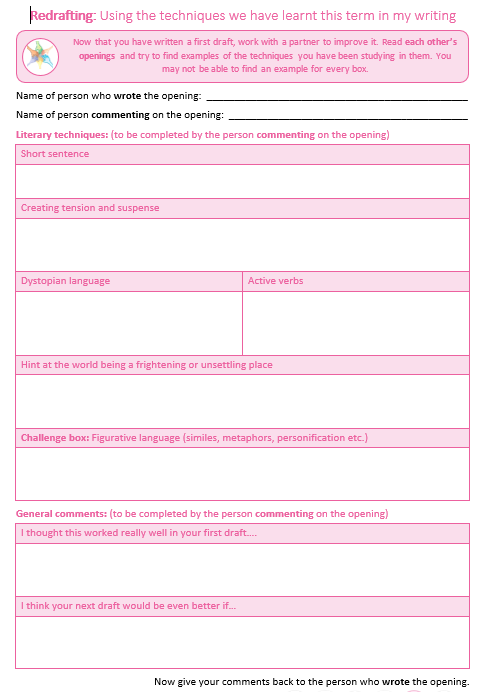 Redrafting: Using the techniques we have learnt this term in my writing
Now that you have written a first draft, work with a partner to improve it. Read each other's
openings and try to find examples of the techniques you have been studying in them. You
may not be able to find an example for every box.
Name of person who wrote the opening: ___________________________________________
Name of person commenting on the opening: _______________________________________
Literary techniques: (to be completed by the person commenting on the opening)
Short sentence
Creating tension and suspense
Dystopian language
Active verbs
Hint at the world being a frightening or unsettling place
Challenge box: Figurative language (similes, metaphors, personification etc.)
General comments: (to be completed by the person commenting on the opening)
I thought this worked really well in your first draft....
I think your next draft would be even better if...
Now give your comments back to the person who wrote the opening.